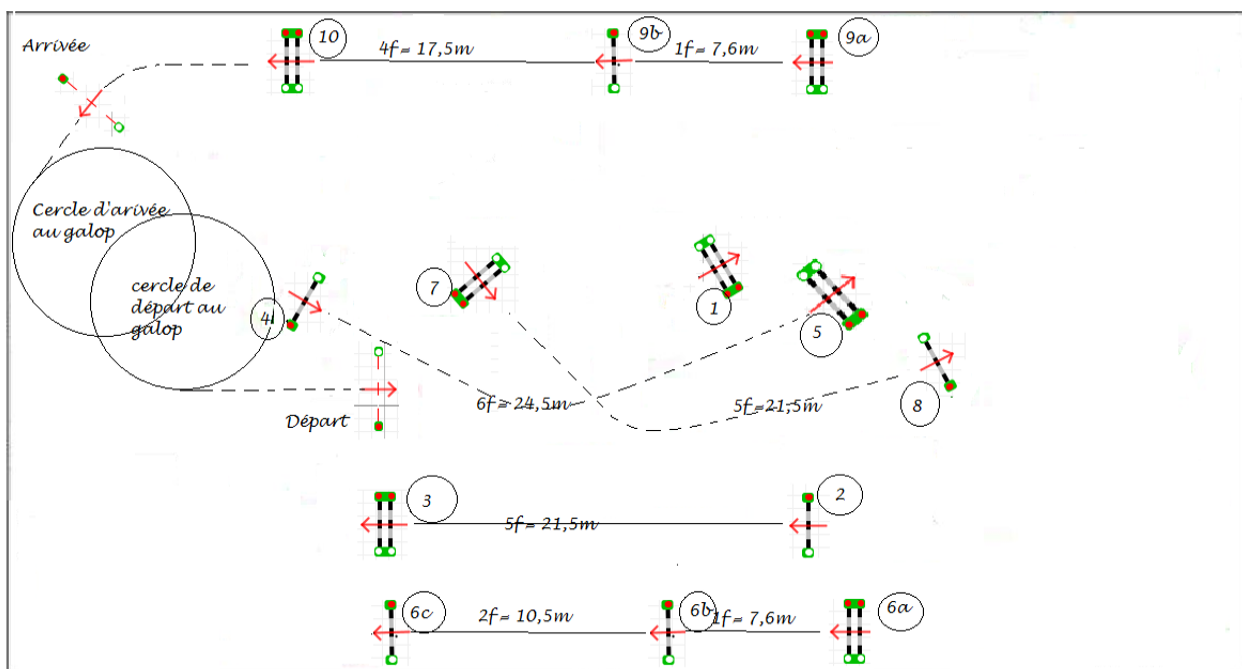 Arrivée
10
4f= 17,5m
9b
1f= 7,6m
9a
Cercle d'arivée
au galop
cercle de
départ au
galop
4
7
1
5
8
6f= 24,5m
5f=21,5m
Départ
3
5f= 21,5m
2
6c
2f= 10,5m
6b
1f= 7,6m
6a